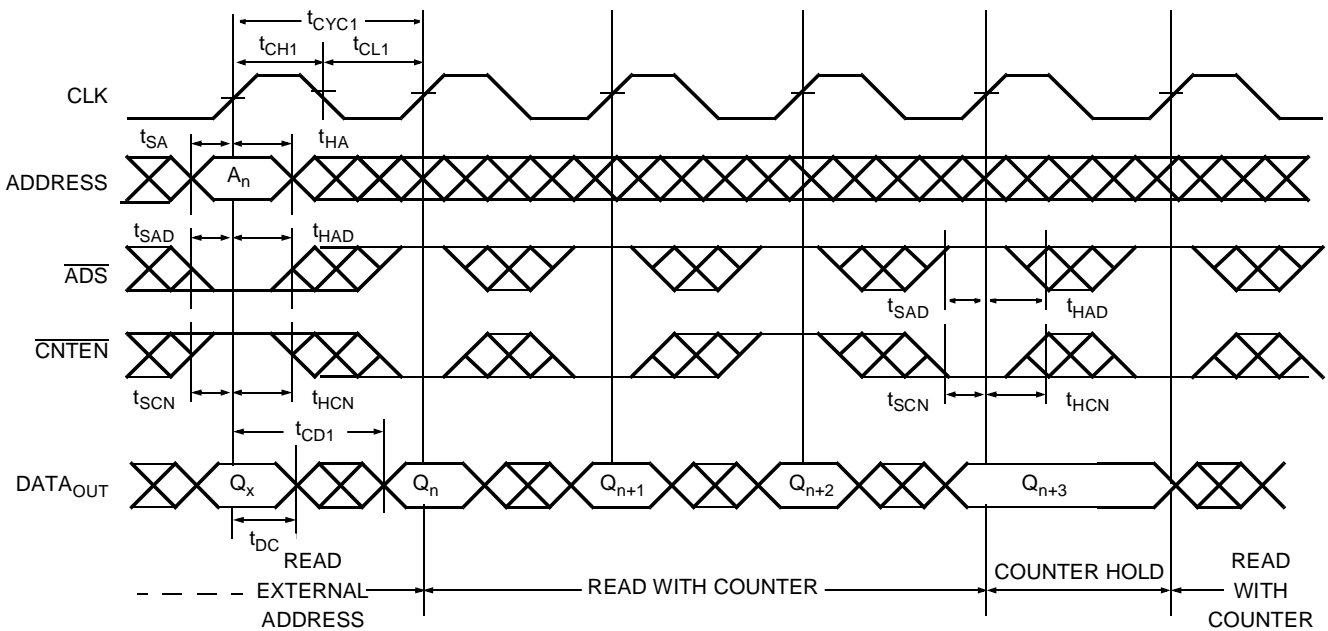 tCYC1
tCH1 tCL1
CLK
tSA tHA
ADDRESS An
tSAD tHAD
ADS
tSAD tHAD
CNTEN
tSCN tHCN tSCN tHCN
tCD1
DATAOUT Qx Qn Qn+1 Qn+2 Qn+3
tDC
READ
EXTERNAL
ADDRESS
READ WITH COUNTER
COUNTER HOLD
READ
WITH
COUNTER